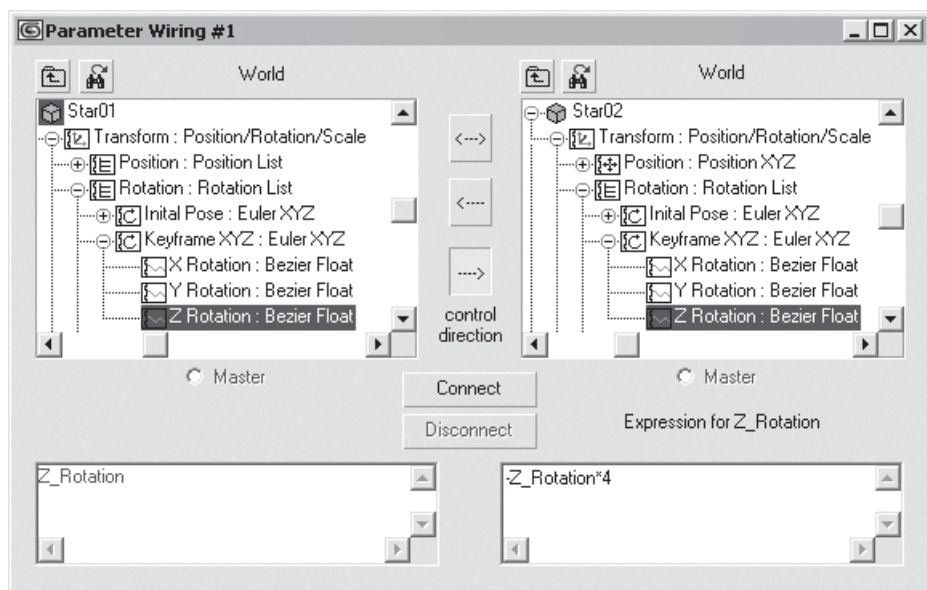 Parameter Wiring #1
World
World
Star01
Transform : Position/Rotation/Scale
Position : Position List
Rotation : Rotation List
Inital Pose : Euler XYZ
Keyframe XYZ : Euler XYZ
X Rotation : Bezier Float
Y Rotation : Bezier Float
Z Rotation : Bezier Float
<--->
<----
---->
control
direction
Star02
Transform : Position/Rotation/Scale
Position : Position XYZ
Rotation : Rotation List
Inital Pose : Euler XYZ
Keyframe XYZ : Euler XYZ
X Rotation : Bezier Float
Y Rotation : Bezier Float
Z Rotation : Bezier Float
Master
Master
Connect
Disconnect
Expression for Z_Rotation
Z_Rotation
-Z_Rotation*4